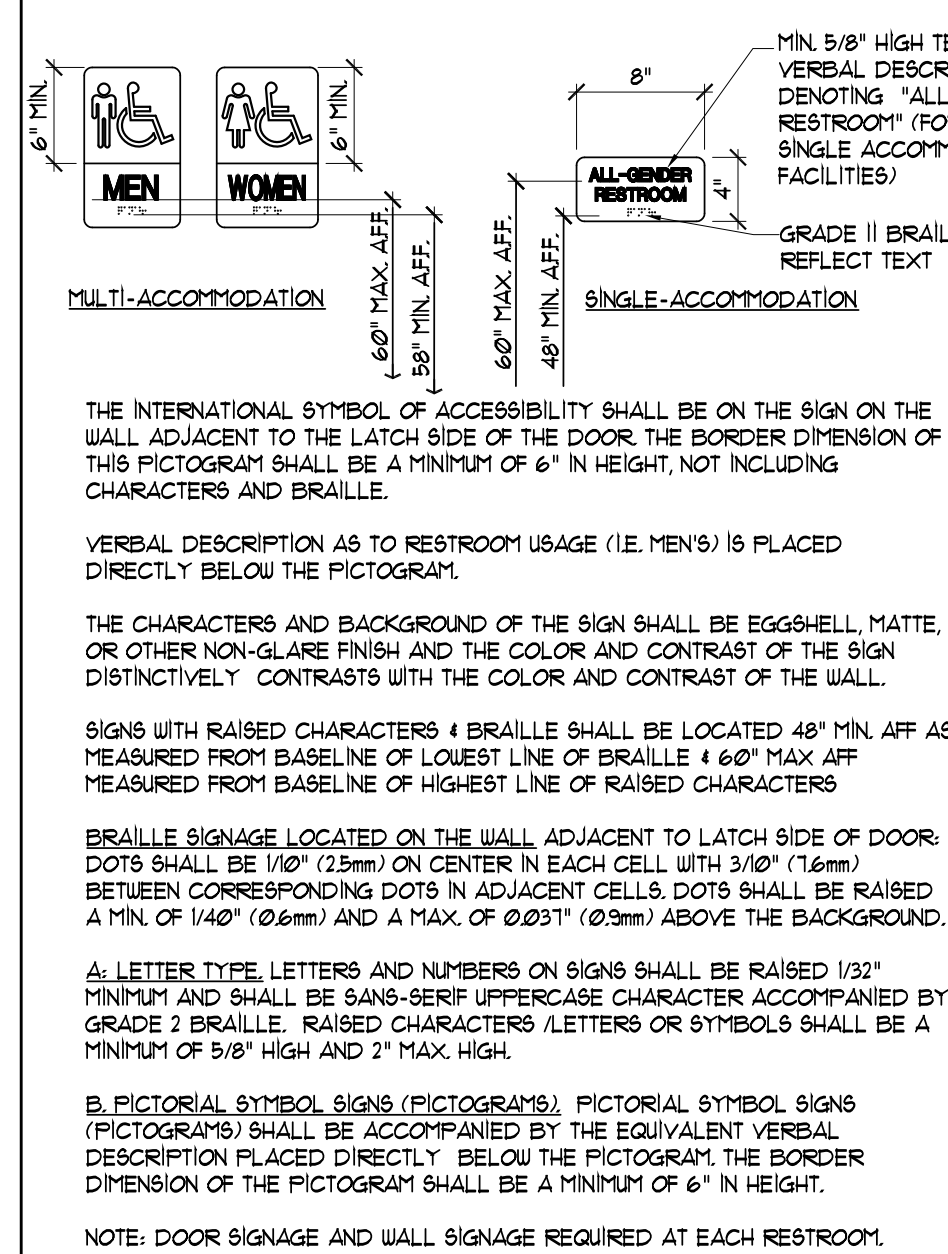 6" MIN.
MEN
WOMEN
6" MIN.
MULTI-ACCOMMODATION
60" MAX. A.F.F.
58" MIN. A.F.F.
8"
ALL-GENDER
RESTROOM
4"
60" MAX. A.F.F.
48" MIN. A.F.F.
SINGLE-ACCOMMODATION
MIN. 5/8" HIGH
VERBAL
DENOTING "ALL
RESTROOM"
SINGLE
FACILITIES)
GRADE II
REFLECT TEXT
THE INTERNATIONAL SYMBOL OF ACCESSIBILITY SHALL BE ON THE SIGN ON THE
WALL ADJACENT TO THE LATCH SIDE OF THE DOOR. THE BORDER DIMENSION OF
THIS PICTOGRAM SHALL BE A MINIMUM OF 6" IN HEIGHT, NOT INCLUDING
CHARACTERS AND BRAILLE.
VERBAL DESCRIPTION AS TO RESTROOM USAGE (I.E. MEN'S) IS PLACED
DIRECTLY BELOW THE PICTOGRAM.
THE CHARACTERS AND BACKGROUND OF THE SIGN SHALL BE EGGSHELL, MATTE,
OR OTHER NON-GLARE FINISH AND THE COLOR AND CONTRAST OF THE SIGN
DISTINCTIVELY CONTRASTS WITH THE COLOR AND CONTRAST OF THE WALL.
SIGNS WITH RAISED CHARACTERS & BRAILLE SHALL BE LOCATED 48" MIN. AFF AS
MEASURED FROM BASELINE OF LOWEST LINE OF BRAILLE & 60" MAX AFF
MEASURED FROM BASELINE OF HIGHEST LINE OF RAISED CHARACTERS
BRAILLE SIGNAGE LOCATED ON THE WALL ADJACENT TO LATCH SIDE OF DOOR:
DOTS SHALL BE 1/10" (2.5mm) ON CENTER IN EACH CELL WITH 3/10" (7.6mm)
BETWEEN CORRESPONDING DOTS IN ADJACENT CELLS. DOTS SHALL BE RAISED
A MIN. OF 1/40" (0.6mm) AND A MAX. OF 0.037" (0.9mm) ABOVE THE BACKGROUND.
A: LETTER TYPE. LETTERS AND NUMBERS ON SIGNS SHALL BE RAISED 1/32"
MINIMUM AND SHALL BE SANS-SERIF UPPERCASE CHARACTER ACCOMPANIED BY
GRADE 2 BRAILLE. RAISED CHARACTERS /LETTERS OR SYMBOLS SHALL BE A
MINIMUM OF 5/8" HIGH AND 2" MAX. HIGH.
B. PICTORIAL SYMBOL SIGNS (PICTOGRAMS). PICTORIAL SYMBOL SIGNS
(PICTOGRAMS) SHALL BE ACCOMPANIED BY THE EQUIVALENT VERBAL
DESCRIPTION PLACED DIRECTLY BELOW THE PICTOGRAM. THE BORDER
DIMENSION OF THE PICTOGRAM SHALL BE A MINIMUM OF 6" IN HEIGHT.
NOTE: DOOR SIGNAGE AND WALL SIGNAGE REQUIRED AT EACH RESTROOM.